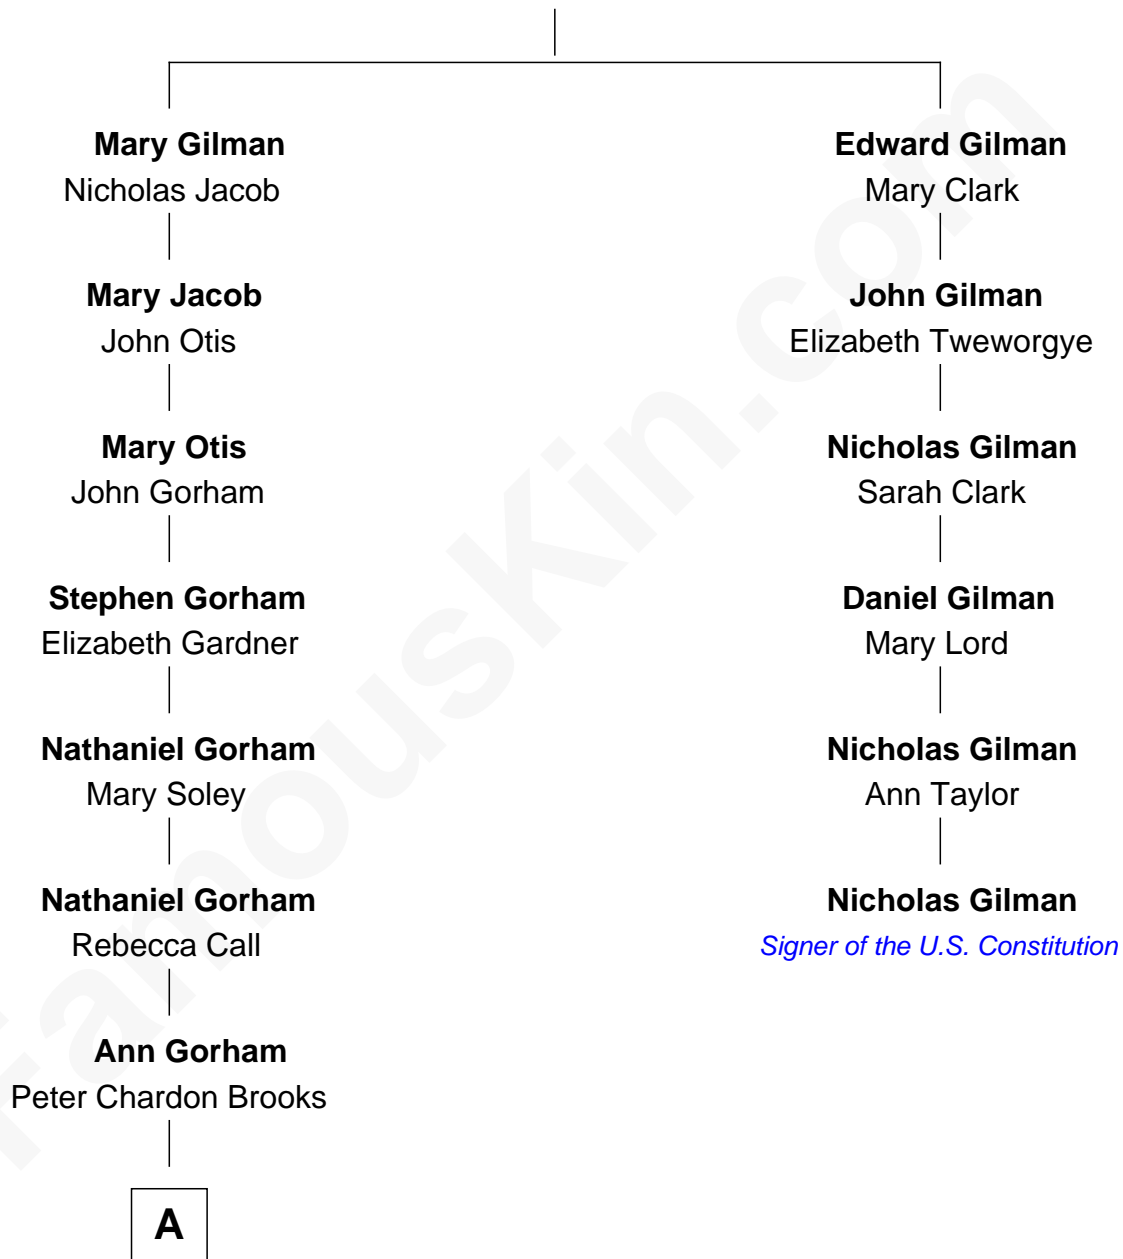 Mary Gilman
Nicholas Jacob
Mary Jacob
John Otis
Mary Otis
John Gorham
Stephen Gorham
Elizabeth Gardner
Nathaniel Gorham
Mary Soley
Nathaniel Gorham
Rebecca Call
Ann Gorham
Peter Chardon Brooks
A
Edward Gilman
Mary Clark
John Gilman
Elizabeth Tweworgye
Nicholas Gilman
Sarah Clark
Daniel Gilman
Mary Lord
Nicholas Gilman
Ann Taylor
Nicholas Gilman
Signer of the U.S. Constitution
FamousKin.com